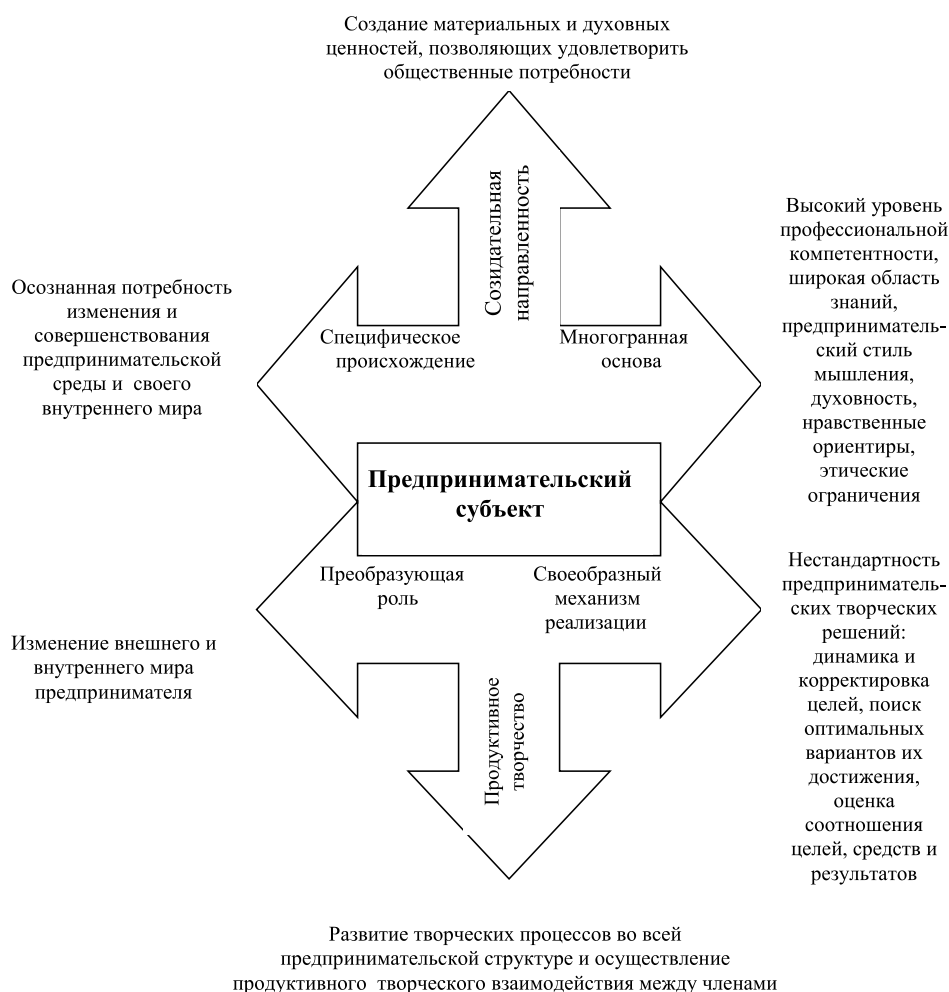 Создание материальных и духовных
ценностей, позволяющих удовлетворить
общественные потребности
Созидательная
направленность
Осознанная потребность
изменения и
совершенствования
предпринимательской
среды и своего
внутреннего мира
Специфическое
происхождение
Многогранная
основа
Высокий уровень
профессиональной
компетентности,
широкая область
знаний,
предприниматель-
ский стиль
мышления,
духовность,
нравственные
ориентиры,
этические
ограничения
Предпринимательский
субъект
Преобразующая
роль
Своеобразный
механизм
реализации
Изменение внешнего и
внутреннего мира
предпринимателя
Нестандартность
предприниматель-
ских творческих
решений:
динамика и
корректировка
целей, поиск
оптимальных
вариантов их
достижения,
оценка
соотношения
целей, средств и
результатов
Продуктивное
творчество
Развитие творческих процессов во всей
предпринимательской структуре и осуществление
продуктивного творческого взаимодействия между членами